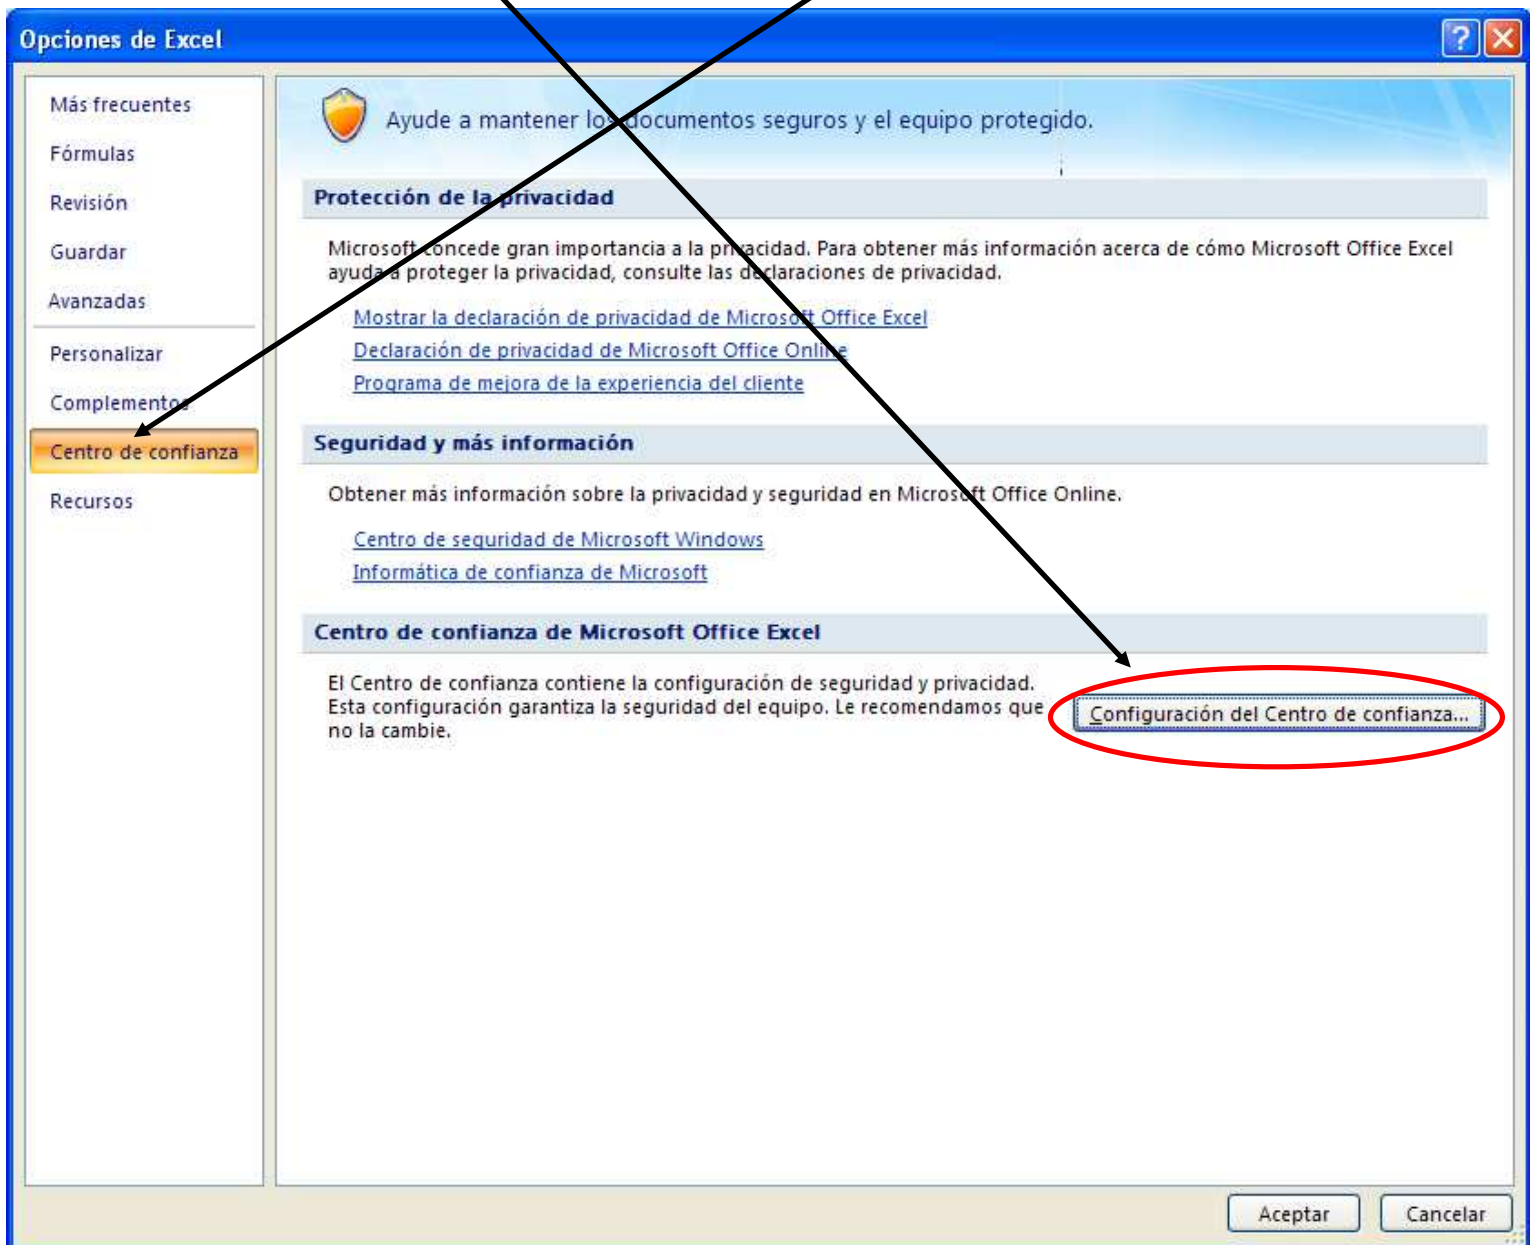 Opciones de Excel
Más frecuentes
Fórmulas
Revisión
Guardar
Avanzadas
Personalizar
Complementos
Centro de confianza
Recursos
Ayude a mantener los documentos seguros y el equipo protegido.
Protección de la privacidad
Microsoft concede gran importancia a la privacidad. Para obtener más información acerca de cómo Microsoft Office Excel
ayuda a proteger la privacidad, consulte las declaraciones de privacidad.
Mostrar la declaración de privacidad de Microsoft Office Excel
Declaración de privacidad de Microsoft Office Online
Programa de mejora de la experiencia del cliente
Seguridad y más información
Obtener más información sobre la privacidad y seguridad en Microsoft Office Online.
Centro de seguridad de Microsoft Windows
Informática de confianza de Microsoft
Centro de confianza de Microsoft Office Excel
El Centro de confianza contiene la configuración de seguridad y privacidad.
Esta configuración garantiza la seguridad del equipo. Le recomendamos que
no la cambie.
Configuración del Centro de confianza...
Aceptar
Cancelar